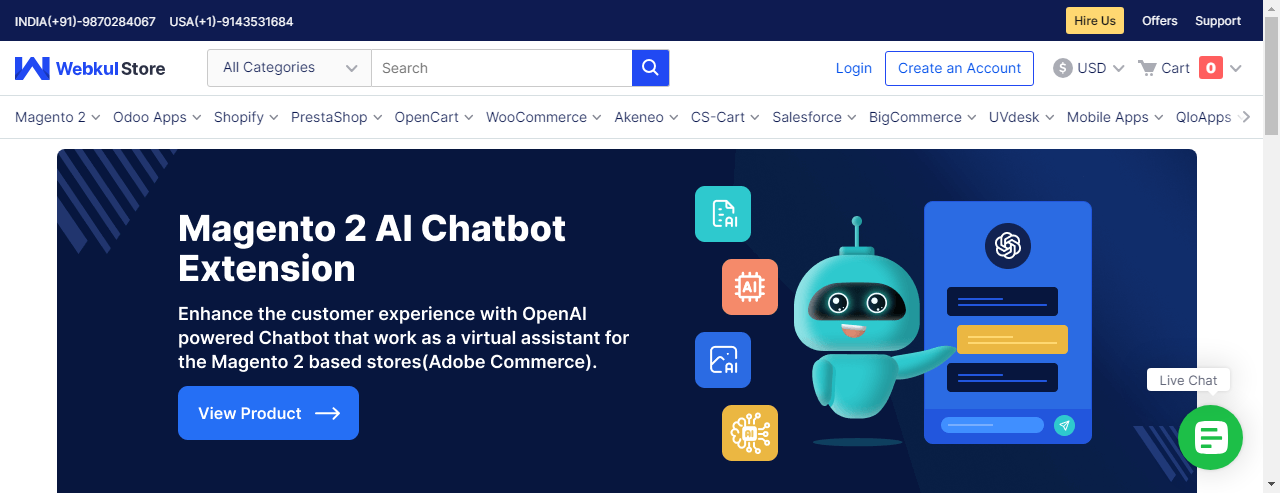 INDIA(+91)-9870284067 USA(+1)-9143531684 Hire Us Offers Support
Webkul Store All Categories Search Login Create an Account $ USD Cart 0
Magento 2 Odoo Apps Shopify PrestaShop OpenCart WooCommerce Akeneo CS-Cart Salesforce BigCommerce UVdesk Mobile Apps QloApps
Magento 2 AI Chatbot
Extension
Enhance the customer experience with OpenAI
powered Chatbot that work as a virtual assistant for
the Magento 2 based stores(Adobe Commerce).
View Product
AI
AI
AI
AI
Live Chat